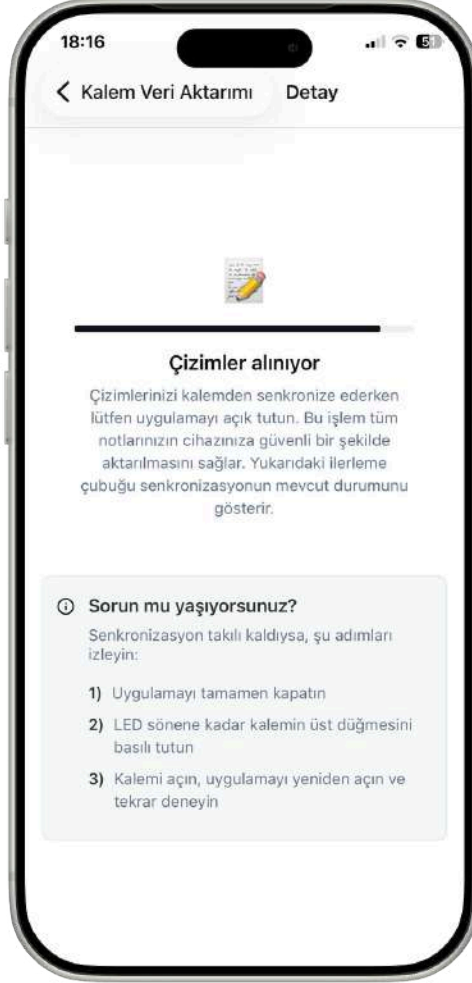 18:16
51
Kalem Veri Aktarımı Detay
Çizimler alınıyor
Çizimlerinizi kalemden senkronize ederken
lütfen uygulamayı açık tutun. Bu işlem tüm
notlarınızın cihazınıza güvenli bir şekilde
aktarılmasını sağlar. Yukarıdaki ilerleme
çubuğu senkronizasyonun mevcut durumunu
gösterir.
Sorun mu yaşıyorsunuz?
Senkronizasyon takılı kaldıysa, şu adımları
izleyin:
1) Uygulamayı tamamen kapatın
2) LED sönene kadar kalemin üst düğmesini
basılı tutun
3) Kalemi açın, uygulamayı yeniden açın ve
tekrar deneyin